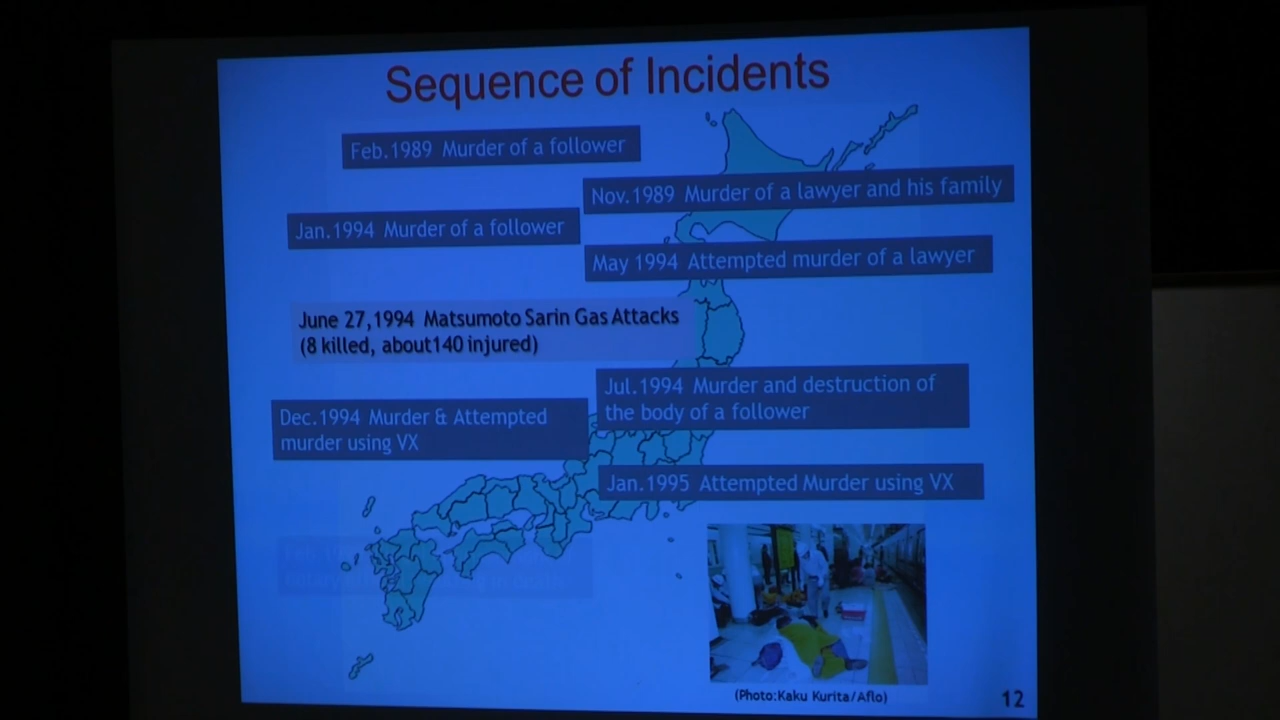 Sequence of Incidents
Feb.1989 Murder of a follower
Nov.1989 Murder of a lawyer and his family
Jan.1994 Murder of a follower
May 1994 Attempted murder of a lawyer
June 27,1994 Matsumoto Sarin Gas Attacks
(8 killed, about140 injured)
Jul.1994 Murder and destruction of
the body of a follower
Dec.1994 Murder & Attempted
murder using VX
Jan.1995 Attempted Murder using VX
(Photo:Kaku Kurita/Aflo)
12